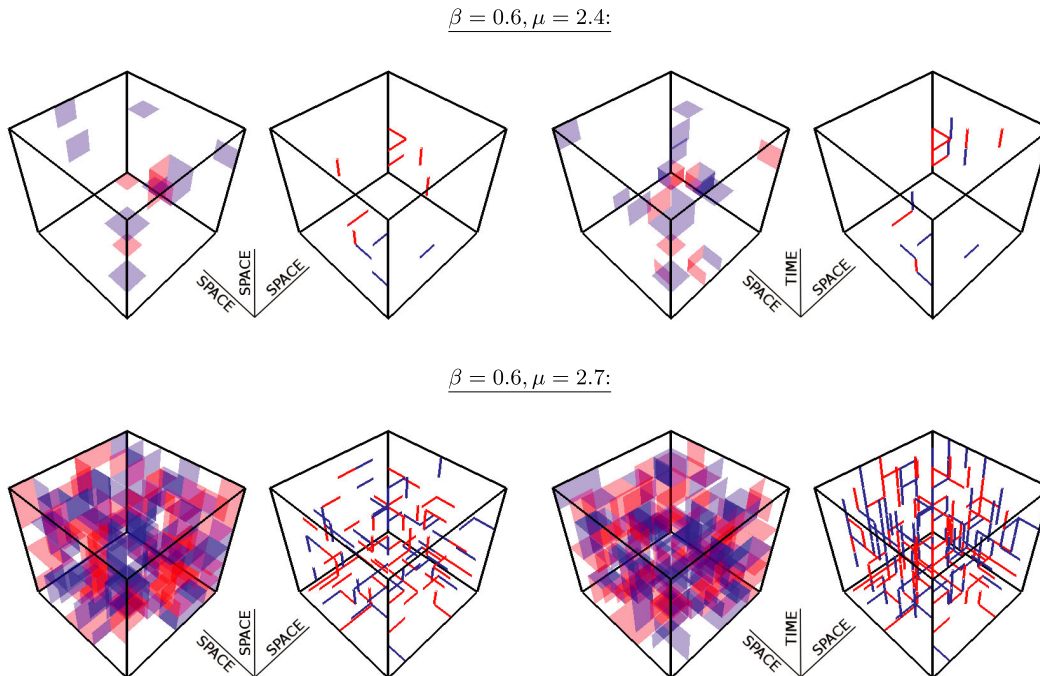 β = 0.6, μ = 2.4:
SPACE
SPACE
SPACE
SPACE
TIME
SPACE
β = 0.6, μ = 2.7:
SPACE
SPACE
SPACE
SPACE
TIME
SPACE